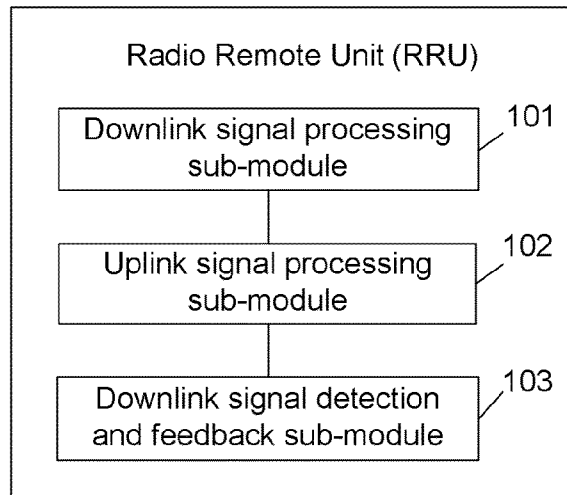 Radio Remote Unit (RRU)
Downlink signal processing
sub-module
101
Uplink signal processing
sub-module
102
Downlink signal detection
and feedback sub-module
103